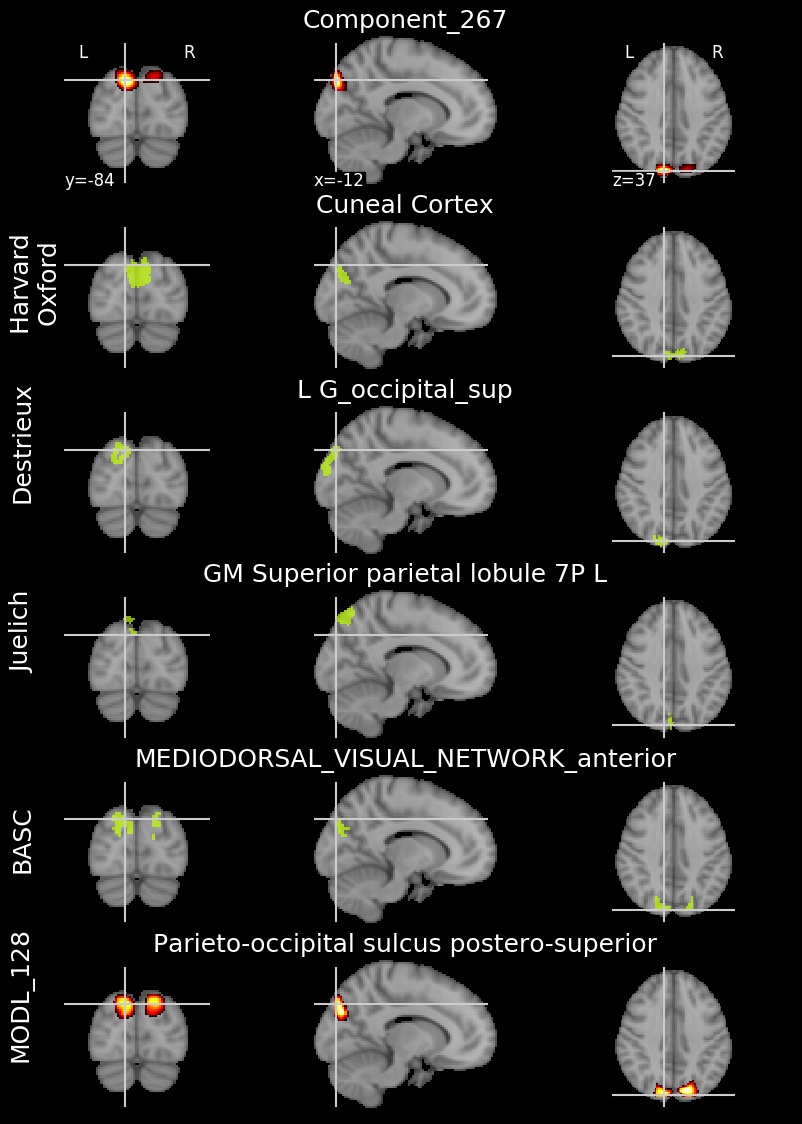 Component_267
L R L R
y=-84 x=-12 z=37
Cuneal Cortex
Harvard
Oxford
L G_occipital_sup
Destrieux
GM Superior parietal lobule 7P L
Juelich
MEDIODORSAL_VISUAL_NETWORK_anterior
BASC
Parieto-occipital sulcus postero-superior
MODL_128